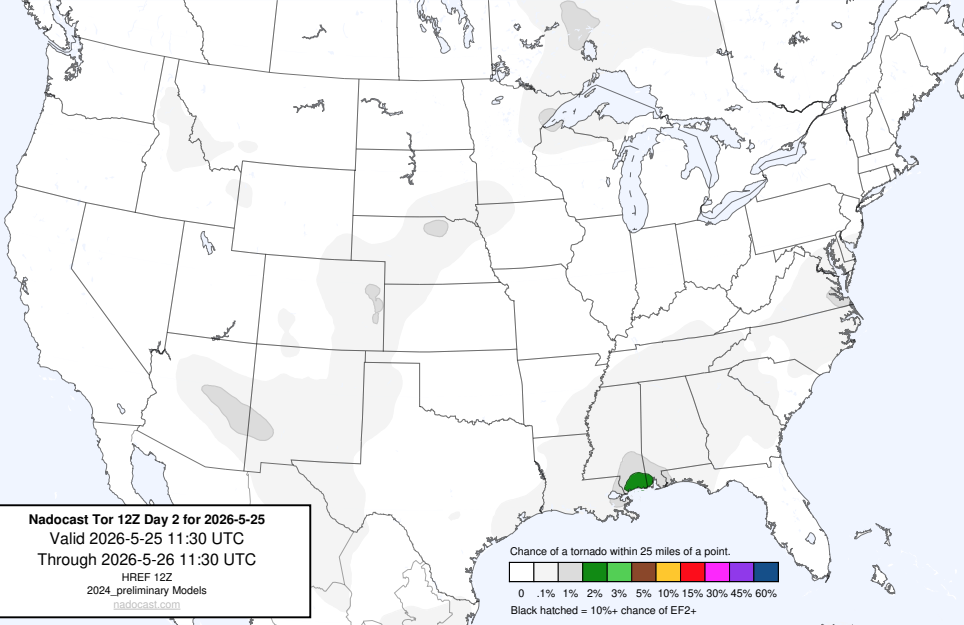 Nadocast Tor 12Z Day 2 for 2026-5-25
Valid 2026-5-25 11:30 UTC
Through 2026-5-26 11:30 UTC
HREF 12Z
2024_preliminary Models
nadocast.com
Chance of a tornado within 25 miles of a point.
0 .1% 1% 2% 3% 5% 10% 15% 30% 45% 60%
Black hatched = 10%+ chance of EF2+